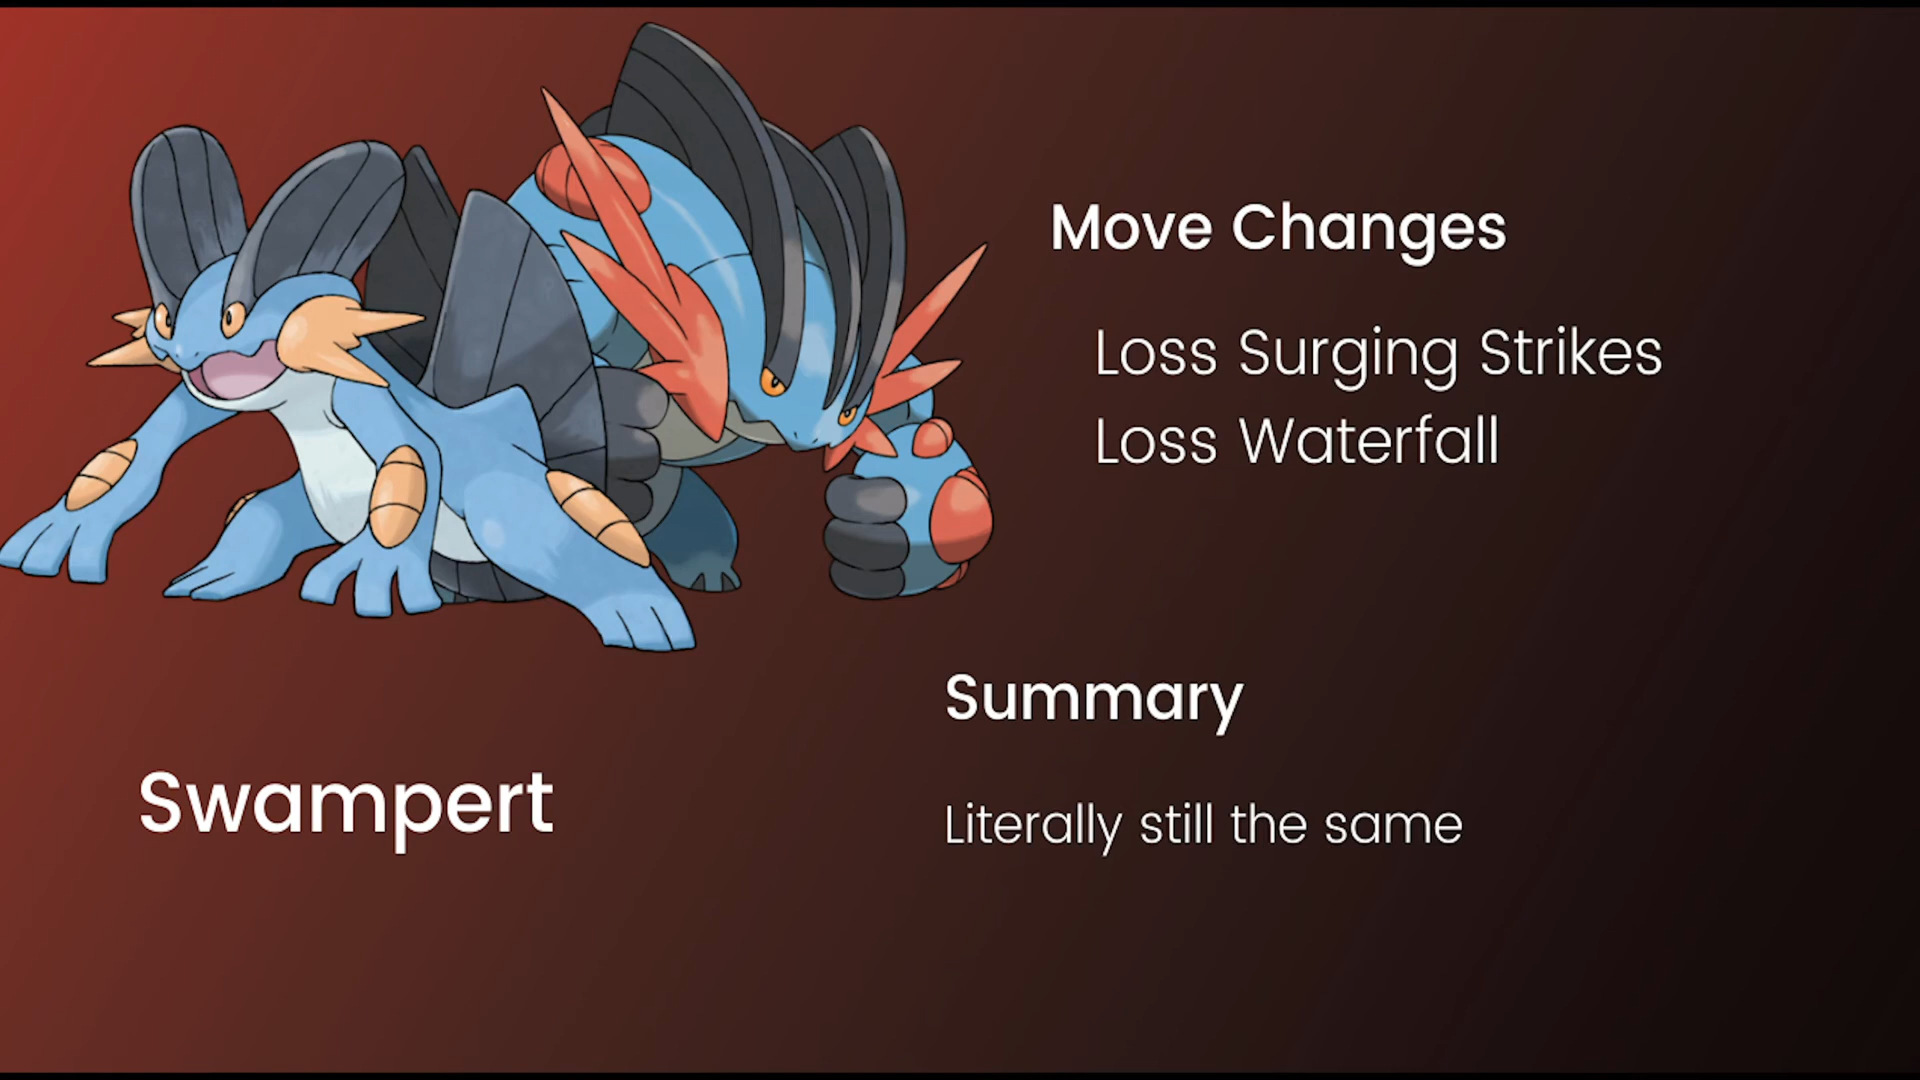 Move Changes
Loss Surging Strikes
Loss Waterfall
Summary
Literally still the same
Swampert